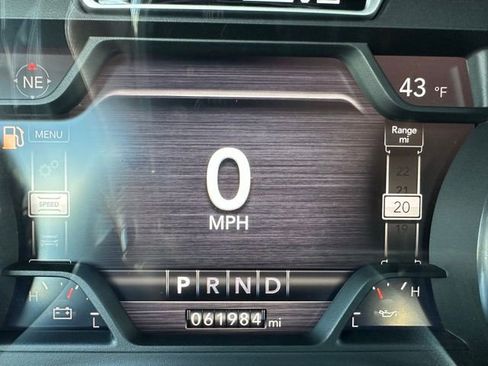 NE
43 °F
MENU
Range
mi
22
21
SPEED
20
19
0
MPH
P R N D
H
L
061984 mi
H
L